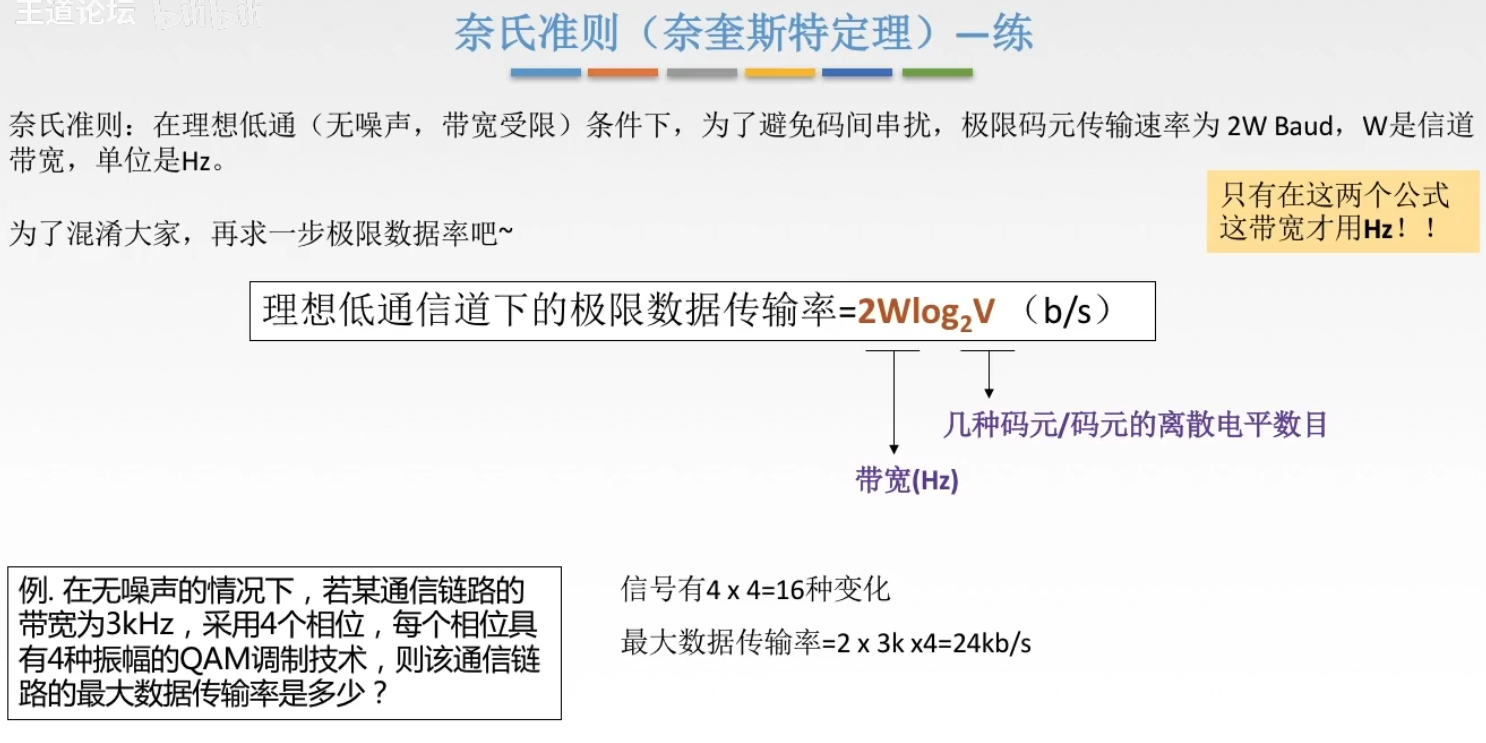 王道论坛 bilibili
奈氏准则（奈奎斯特定理）—练
奈氏准则：在理想低通（无噪声，带宽受限）条件下，为了避免码间串扰，极限码元传输速率为 2W Baud，W是信道
带宽，单位是Hz。
只有在这两个公式
这带宽才用Hz！！
为了混淆大家，再求一步极限数据率吧~
理想低通信道下的极限数据传输率=2Wlog₂V （b/s）
几种码元/码元的离散电平数目
带宽(Hz)
例. 在无噪声的情况下，若某通信链路的
带宽为3kHz，采用4个相位，每个相位具
有4种振幅的QAM调制技术，则该通信链
路的最大数据传输率是多少？
信号有4 x 4=16种变化
最大数据传输率=2 x 3k x4=24kb/s